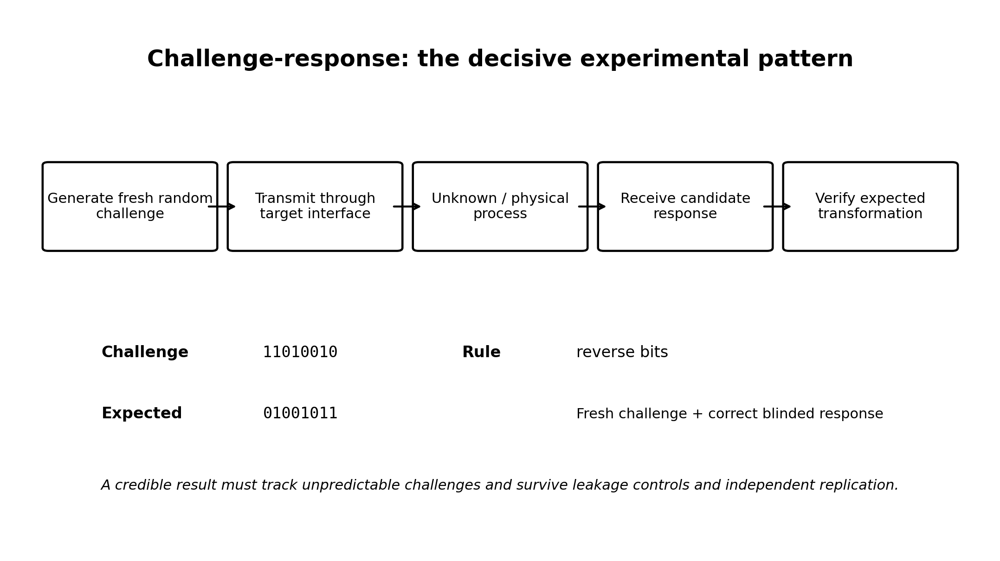 Challenge-response: the decisive experimental pattern
Generate fresh random
challenge
Transmit through
target interface
Unknown / physical
process
Receive candidate
response
Verify expected
transformation
Challenge 11010010 Rule reverse bits
Expected 01001011 Fresh challenge + correct blinded response
A credible result must track unpredictable challenges and survive leakage controls and independent replication.